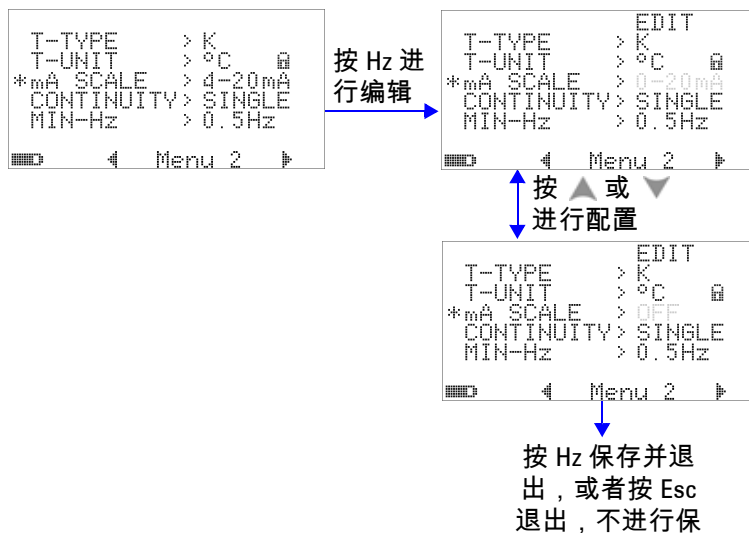 T-TYPE > K
T-UNIT > °C
*mA SCALE > 4-20mA
CONTINUITY> SINGLE
MIN-Hz > 0.5Hz
Menu 2
按 Hz 进
行编辑
EDIT
T-TYPE > K
T-UNIT > °C
*mA SCALE > 0-20mA
CONTINUITY> SINGLE
MIN-Hz > 0.5Hz
Menu 2
按 或
进行配置
EDIT
T-TYPE > K
T-UNIT > °C
*mA SCALE > OFF
CONTINUITY> SINGLE
MIN-Hz > 0.5Hz
Menu 2
按 Hz 保存并退
出，或者按 Esc
退出，不进行保